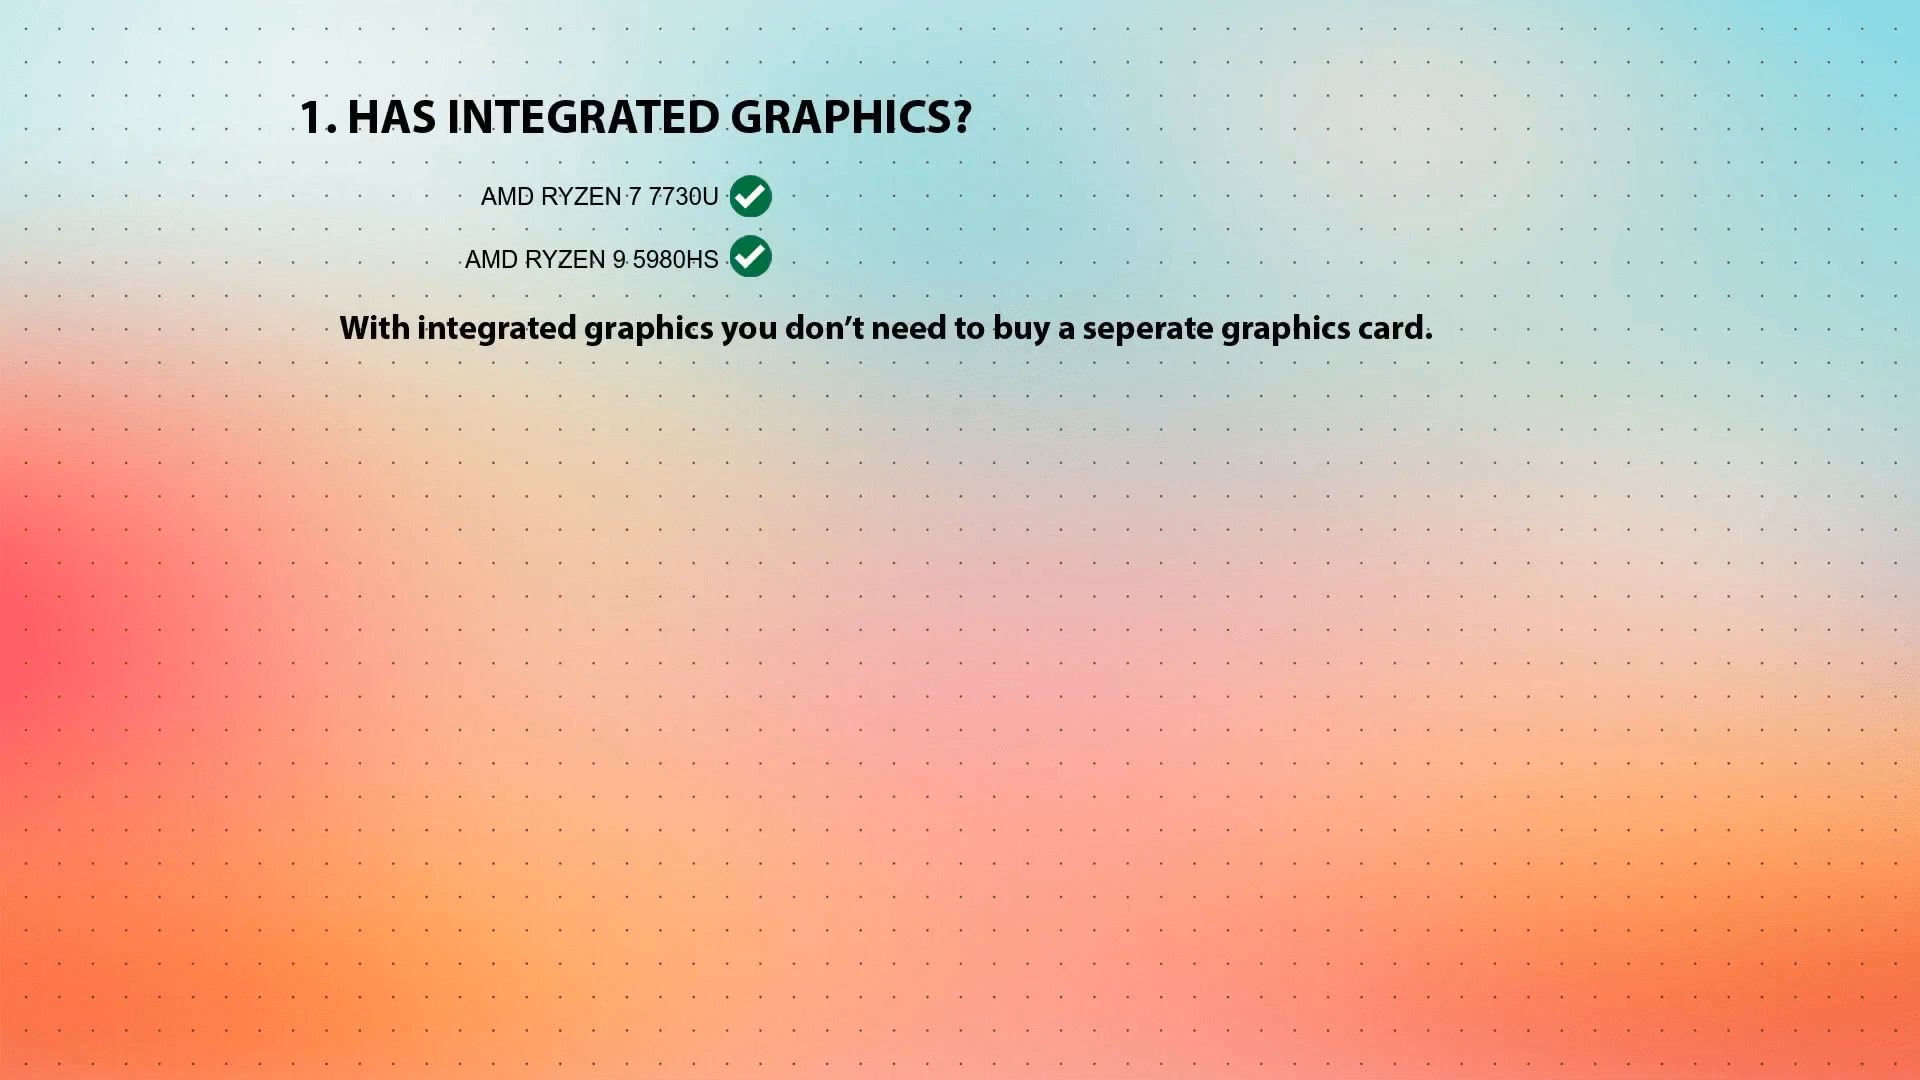 1. HAS INTEGRATED GRAPHICS?
AMD RYZEN 7 7730U
AMD RYZEN 9 5980HS
With integrated graphics you don’t need to buy a seperate graphics card.